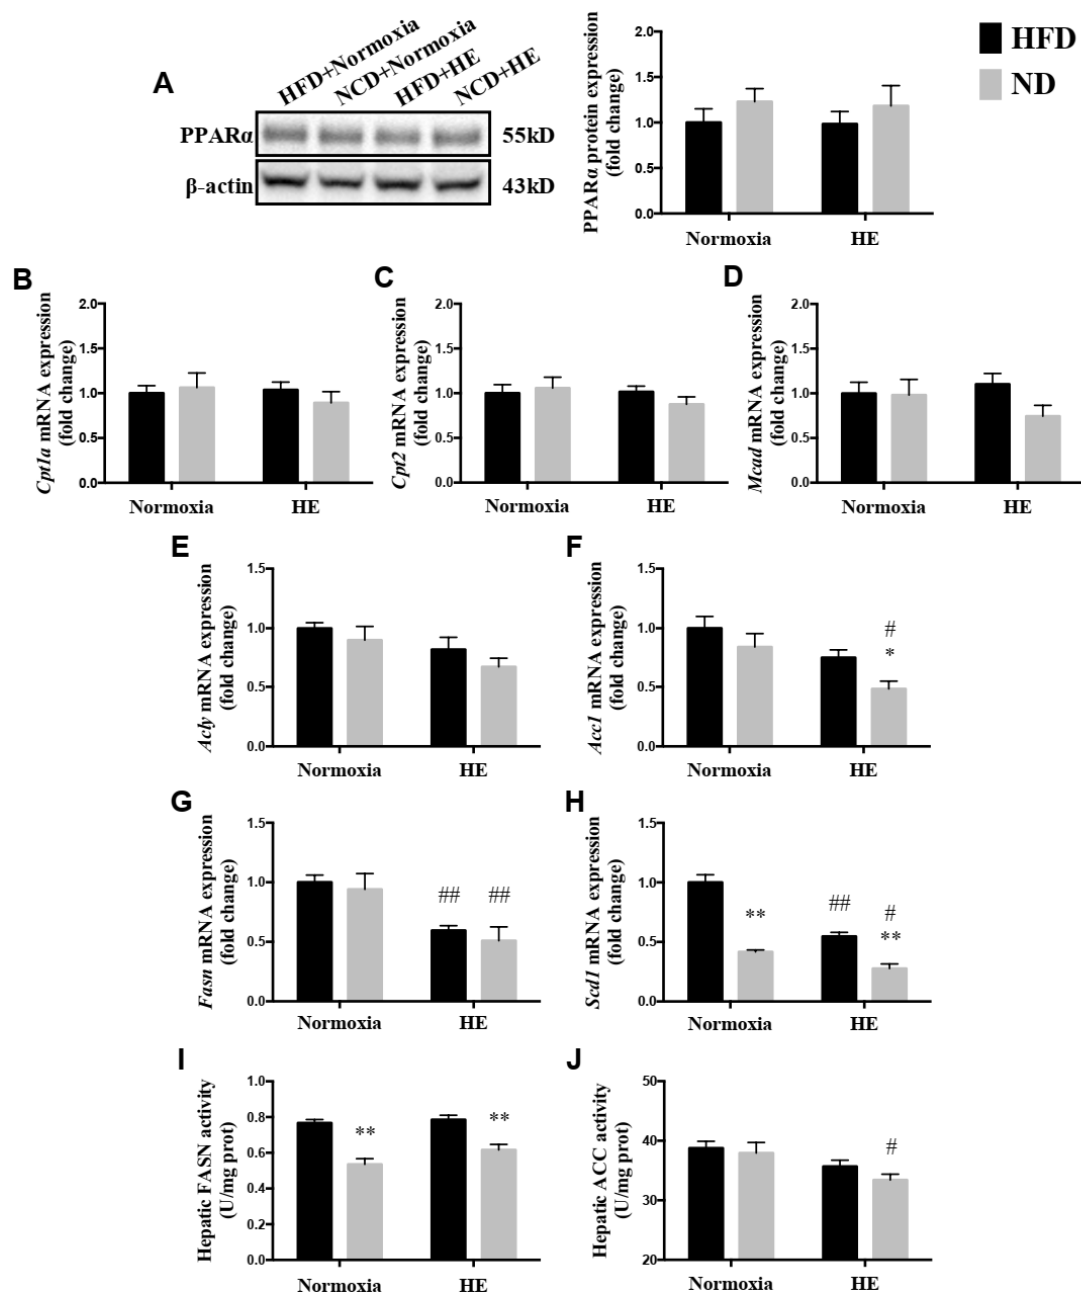 A
HFD+Normoxia
NCD+Normoxia
HFD+HE
NCD+HE
PPARα
55kD
β-actin
43kD
PPARα protein expression
(fold change)
2.0
1.5
1.0
0.5
0.0
Normoxia
HE
HFD
ND
B
Cpt1a mRNA expression
(fold change)
2.0
1.5
1.0
0.5
0.0
Normoxia
HE
C
Cpt2 mRNA expression
(fold change)
2.0
1.5
1.0
0.5
0.0
Normoxia
HE
D
Mcad mRNA expression
(fold change)
2.0
1.5
1.0
0.5
0.0
Normoxia
HE
E
Acly mRNA expression
(fold change)
1.5
1.0
0.5
0.0
Normoxia
HE
F
Acc1 mRNA expression
(fold change)
1.5
1.0
0.5
0.0
#
*
Normoxia
HE
G
Fasn mRNA expression
(fold change)
1.5
1.0
0.5
0.0
##
##
Normoxia
HE
H
Scd1 mRNA expression
(fold change)
1.5
1.0
0.5
0.0
**
##
#
**
Normoxia
HE
I
Hepatic FASN activity
(U/mg prot)
1.0
0.8
0.6
0.4
0.2
0.0
**
**
Normoxia
HE
J
Hepatic ACC activity
(U/mg prot)
50
40
30
20
#
Normoxia
HE